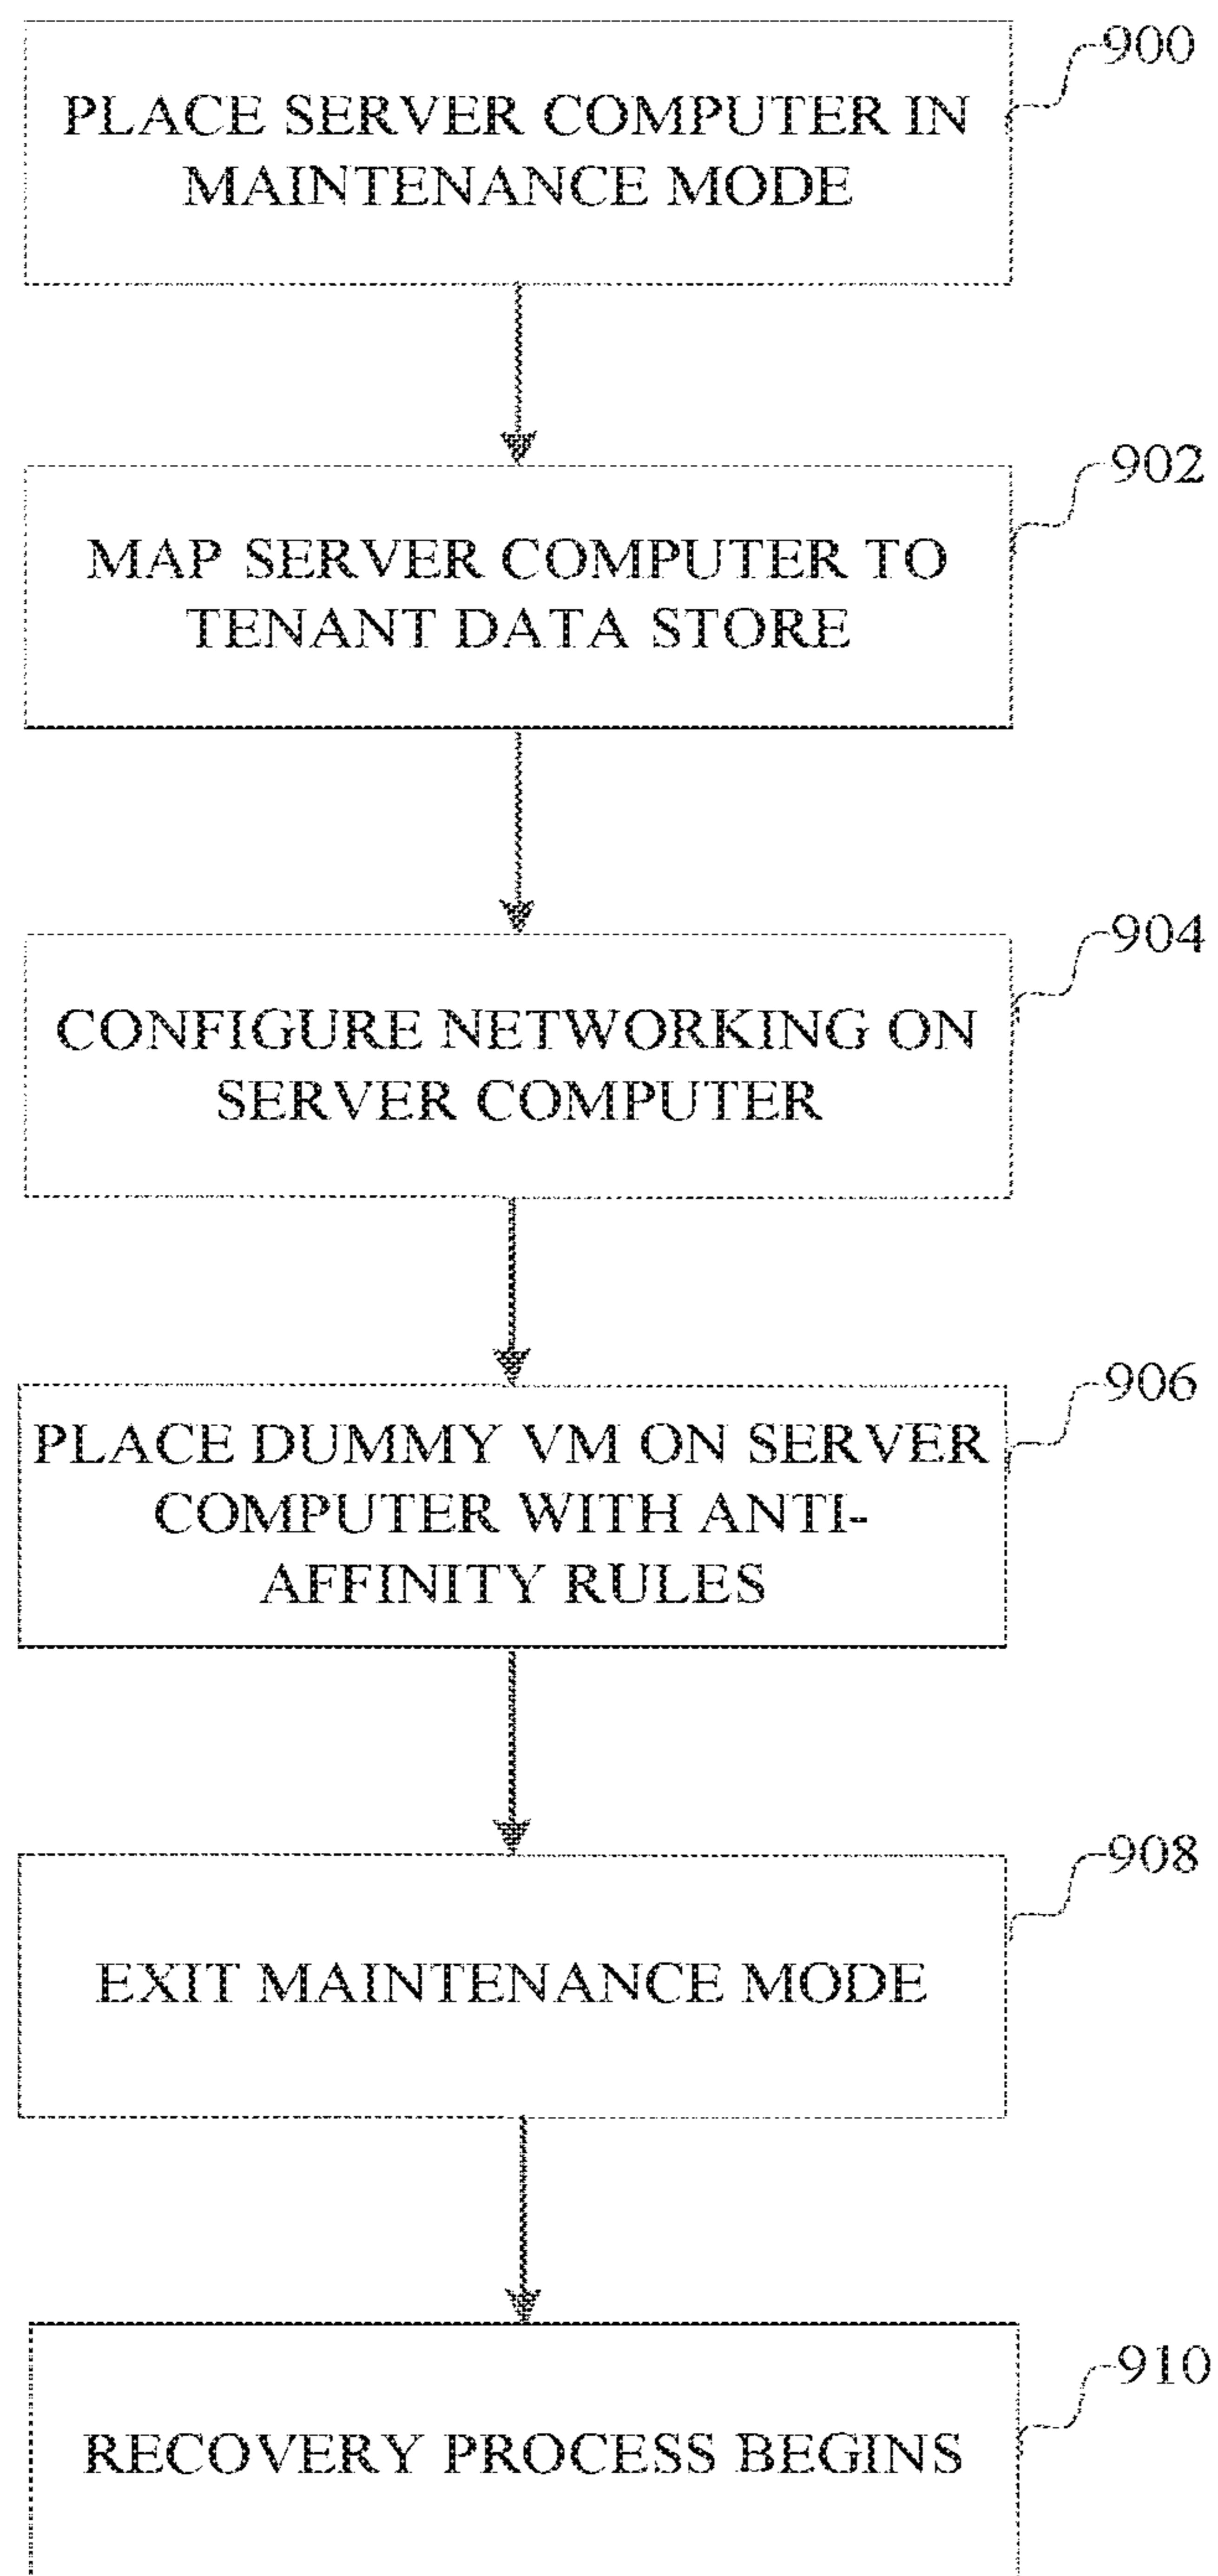 900
PLACE SERVER COMPUTER IN
MAINTENANCE MODE
902
MAP SERVER COMPUTER TO
TENANT DATA STORE
904
CONFIGURE NETWORKING ON
SERVER COMPUTER
906
PLACE DUMMY VM ON SERVER
COMPUTER WITH ANTI-
AFFINITY RULES
908
EXIT MAINTENANCE MODE
910
RECOVERY PROCESS BEGINS